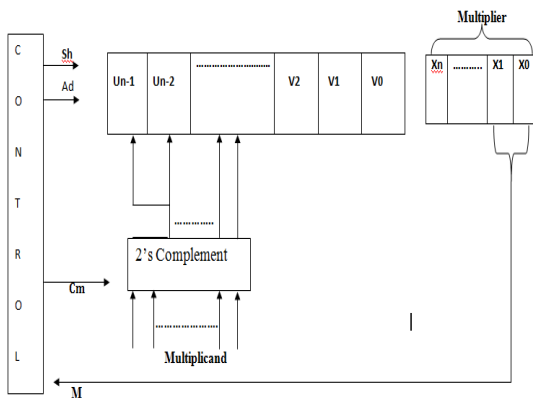 Multiplier
C O N T R O L
Sh
Ad
Un-1 Un-2 ........................ V2 V1 V0
Xn ........... X1 X0
..............
2's Complement
Cm
......................
Multiplicand
M